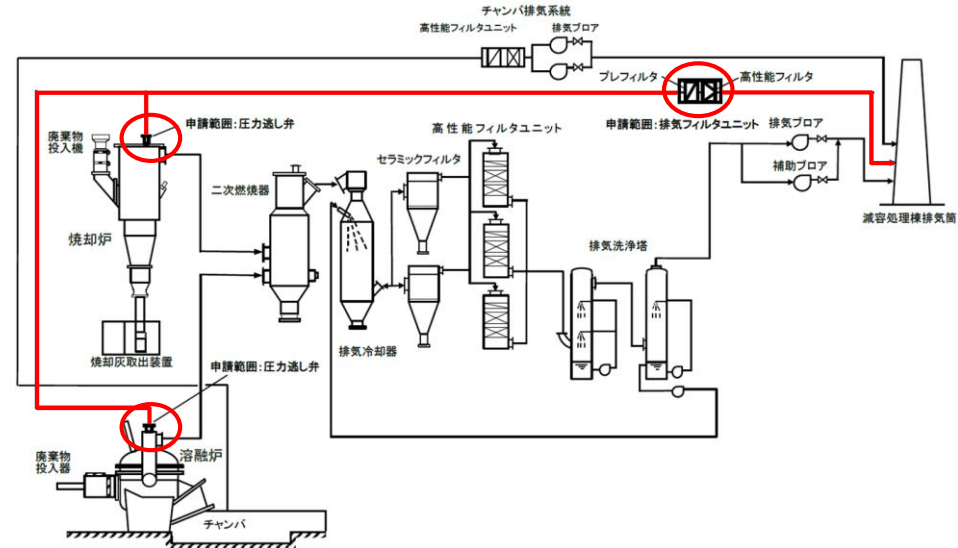 チャンバ排気系統
高性能フィルタユニット
排気ブロア
プレフィルタ
高性能フィルタ
申請範囲:排気フィルタユニット
廃棄物
投入機
申請範囲:圧力逃し弁
高性能フィルタユニット
排気ブロア
セラミックフィルタ
補助ブロア
二次燃焼器
減容処理棟排気筒
焼却炉
排気洗浄塔
排気冷却器
焼却灰取出装置
申請範囲:圧力逃し弁
溶融炉
廃棄物
投入器
チャンバ